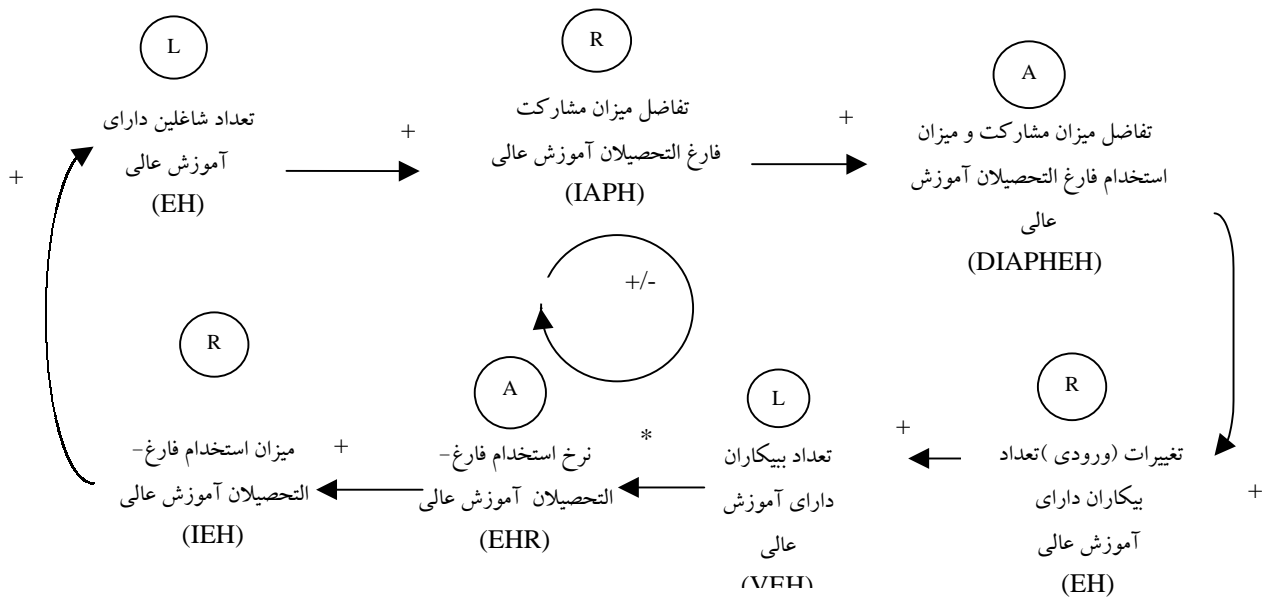 L
تعداد شاغلین دارای
آموزش عالی
(EH)
+
+
R
تفاضل میزان مشارکت
فارغ التحصیلان آموزش عالی
(IAPH)
+
A
تفاضل میزان مشارکت و میزان
استخدام فارغ التحصیلان آموزش
عالی
(DIAPHEH)
+/-
R
تغییرات (ورودی )تعداد
بیکاران دارای
آموزش عالی
(EH)
+
+
L
تعداد بیکاران
دارای آموزش
عالی
(VEH)
*
A
نرخ استخدام فارغ-
التحصیلان آموزش عالی
(EHR)
+
R
میزان استخدام فارغ-
التحصیلان آموزش عالی
(IEH)